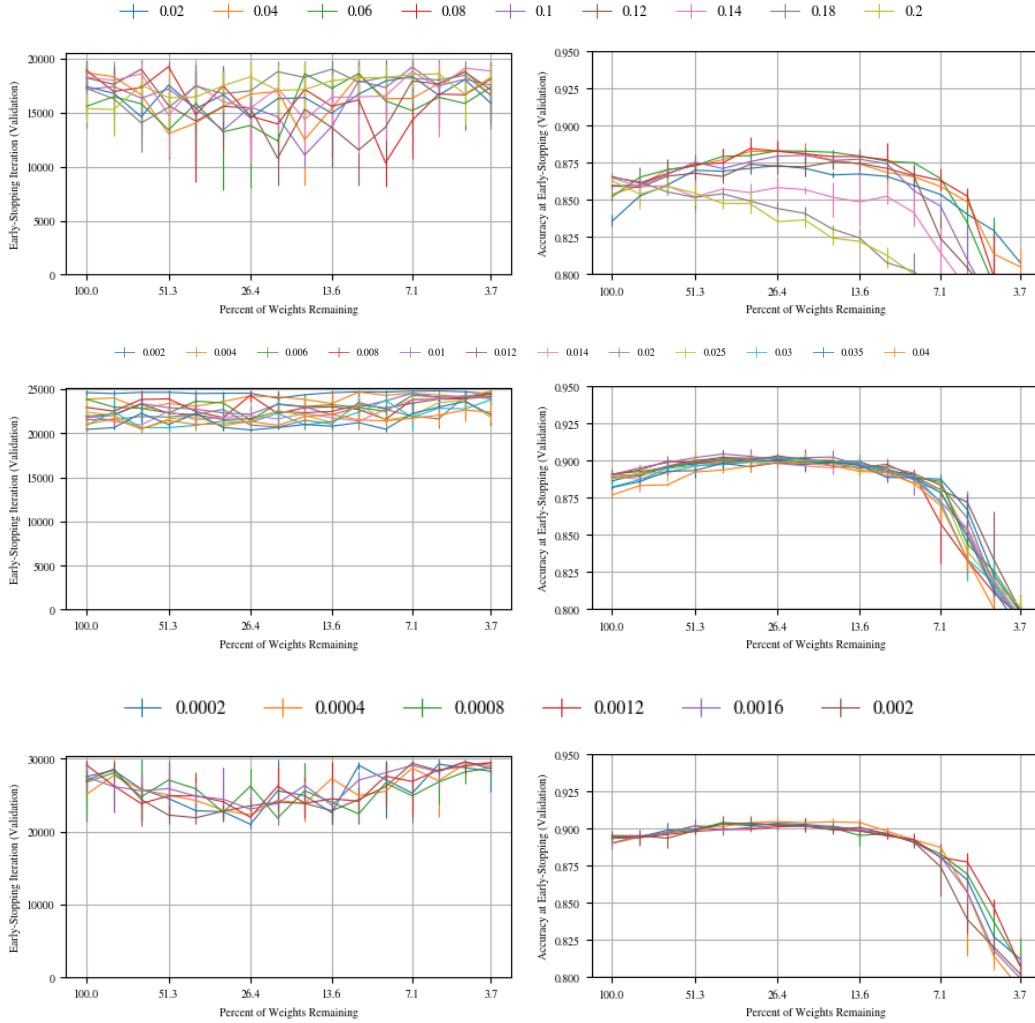 0.02 0.04 0.06 0.08 0.1 0.12 0.14 0.18 0.2
Early-Stopping Iteration (Validation)
20000
15000
10000
5000
0
100.0 51.3 26.4 13.6 7.1 3.7
Percent of Weights Remaining
Accuracy at Early-Stopping (Validation)
0.950
0.925
0.900
0.875
0.850
0.825
0.800
100.0 51.3 26.4 13.6 7.1 3.7
Percent of Weights Remaining
0.002 0.004 0.006 0.008 0.01 0.012 0.014 0.02 0.025 0.03 0.035 0.04
Early-Stopping Iteration (Validation)
25000
20000
15000
10000
5000
0
100.0 51.3 26.4 13.6 7.1 3.7
Percent of Weights Remaining
Accuracy at Early-Stopping (Validation)
0.950
0.925
0.900
0.875
0.850
0.825
0.800
100.0 51.3 26.4 13.6 7.1 3.7
Percent of Weights Remaining
0.0002 0.0004 0.0008 0.0012 0.0016 0.002
Early-Stopping Iteration (Validation)
30000
20000
10000
0
100.0 51.3 26.4 13.6 7.1 3.7
Percent of Weights Remaining
Accuracy at Early-Stopping (Validation)
0.950
0.925
0.900
0.875
0.850
0.825
0.800
100.0 51.3 26.4 13.6 7.1 3.7
Percent of Weights Remaining